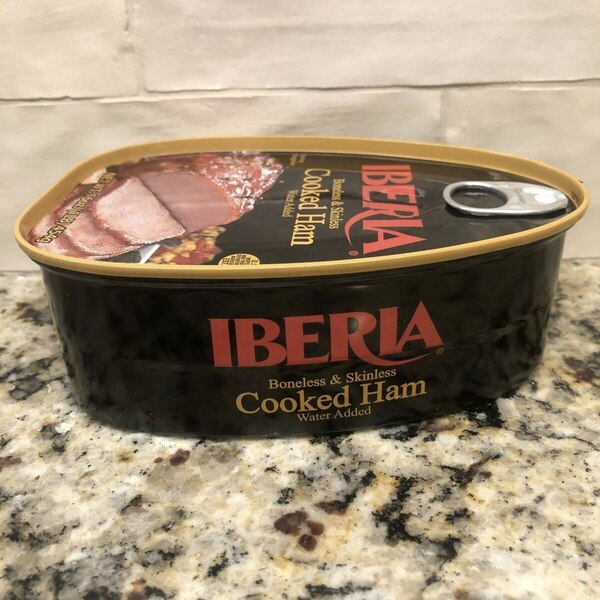 IBERIA®
Boneless & Skinless
Cooked Ham
Water Added
IBERIA®
Boneless & Skinless
Cooked Ham
Water Added